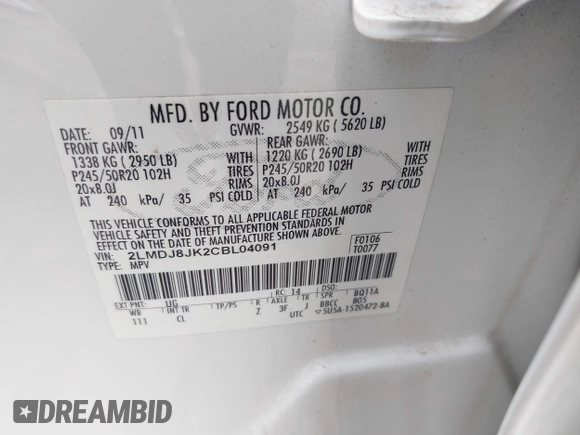 MFD. BY FORD MOTOR CO.
DATE: 09/11 GVWR: 2549 KG ( 5620 LB)
FRONT GAWR: REAR GAWR:
1338 KG ( 2950 LB) WITH 1220 KG ( 2690 LB) WITH
P245/50R20 102H TIRES P245/50R20 102H TIRES
20x8.0J RIMS 20x8.0J RIMS
AT 240 kPa/ 35 PSI COLD AT 240 kPa/ 35 PSI COLD
THIS VEHICLE CONFORMS TO ALL APPLICABLE FEDERAL MOTOR
VEHICLE SAFETY AND THEFT PREVENTION STANDARDS IN
EFFECT ON THE DATE OF MANUFACTURE SHOWN ABOVE.
VIN: 2LMDJ8JK2CBL04091 F0106
TYPE: MPV T0077
EXT PNT: UG RC: 14 DSO:
WB INT TR TP/PS R AXLE TR SPR BQ11A
111 CL Z 3F J BBCC B05
UTC 5U5A-1520472-BA
DREAMBID